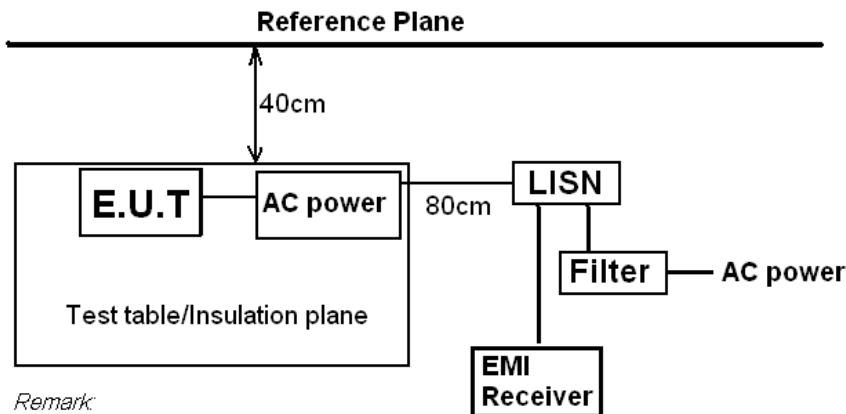 Reference Plane
40cm
E.U.T
AC power
80cm
LISN
Filter
AC power
Test table/Insulation plane
EMI
Receiver
Remark: